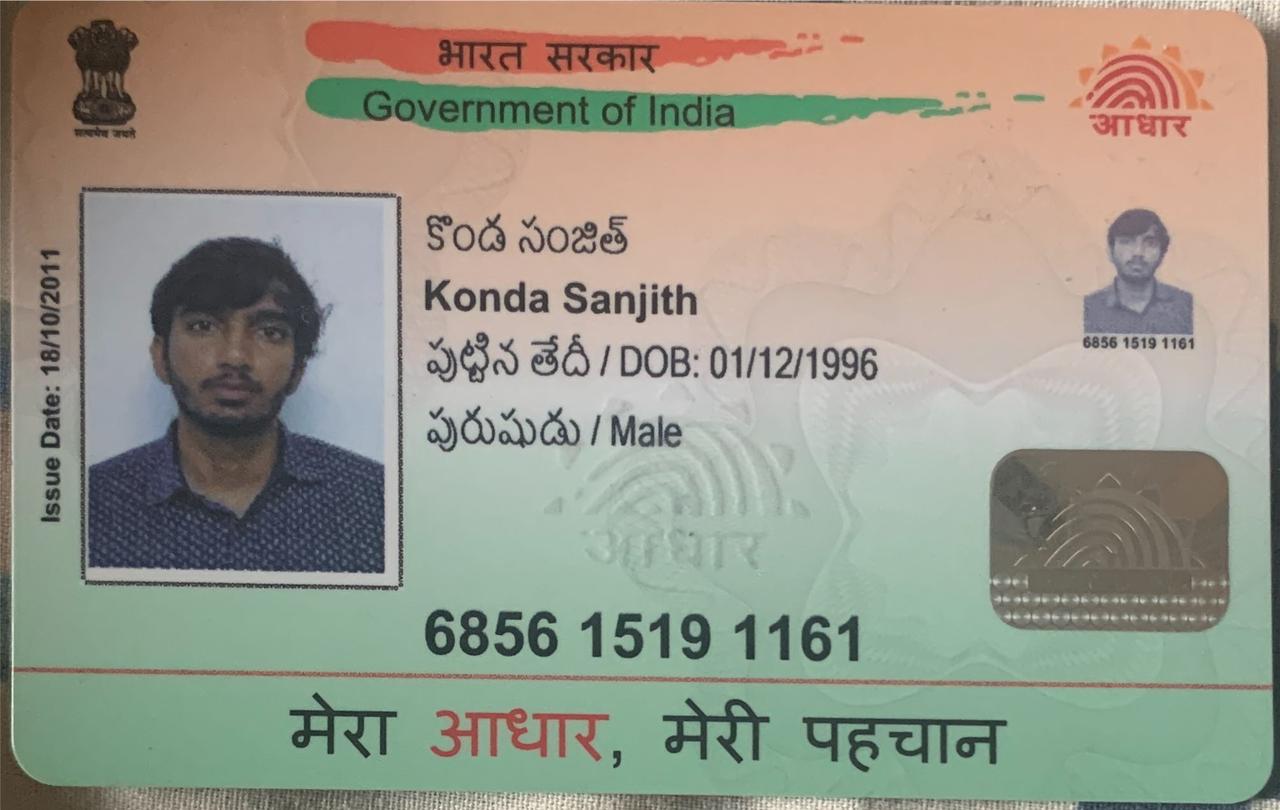 भारत सरकार
Government of India
सत्यमेव जयते
आधार
Issue Date: 18/10/2011
కొండ సంజిత్
Konda Sanjith
పుట్టిన తేదీ / DOB: 01/12/1996
పురుషుడు / Male
6856 1519 1161
आधार
6856 1519 1161
मेरा आधार, मेरी पहचान